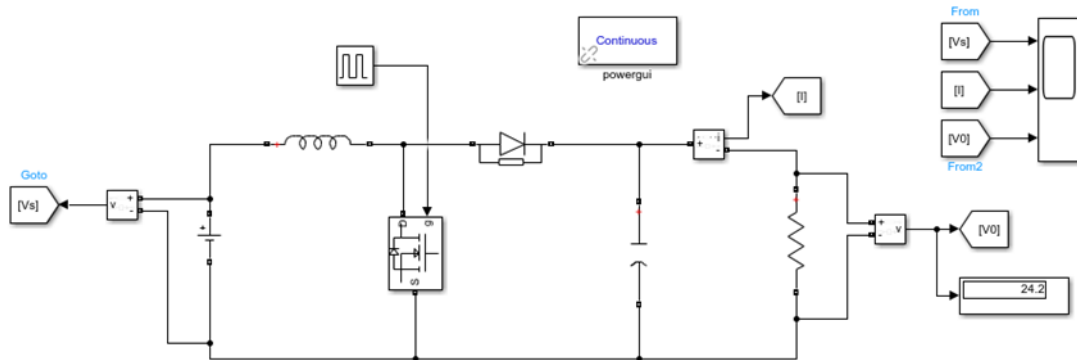 From
Continuous
[Vs]
powergui
[I]
[I]
i
[V0]
Goto
From2
[Vs]
v
+
-
+
D
g
S
+
-
v
[V0]
24.2